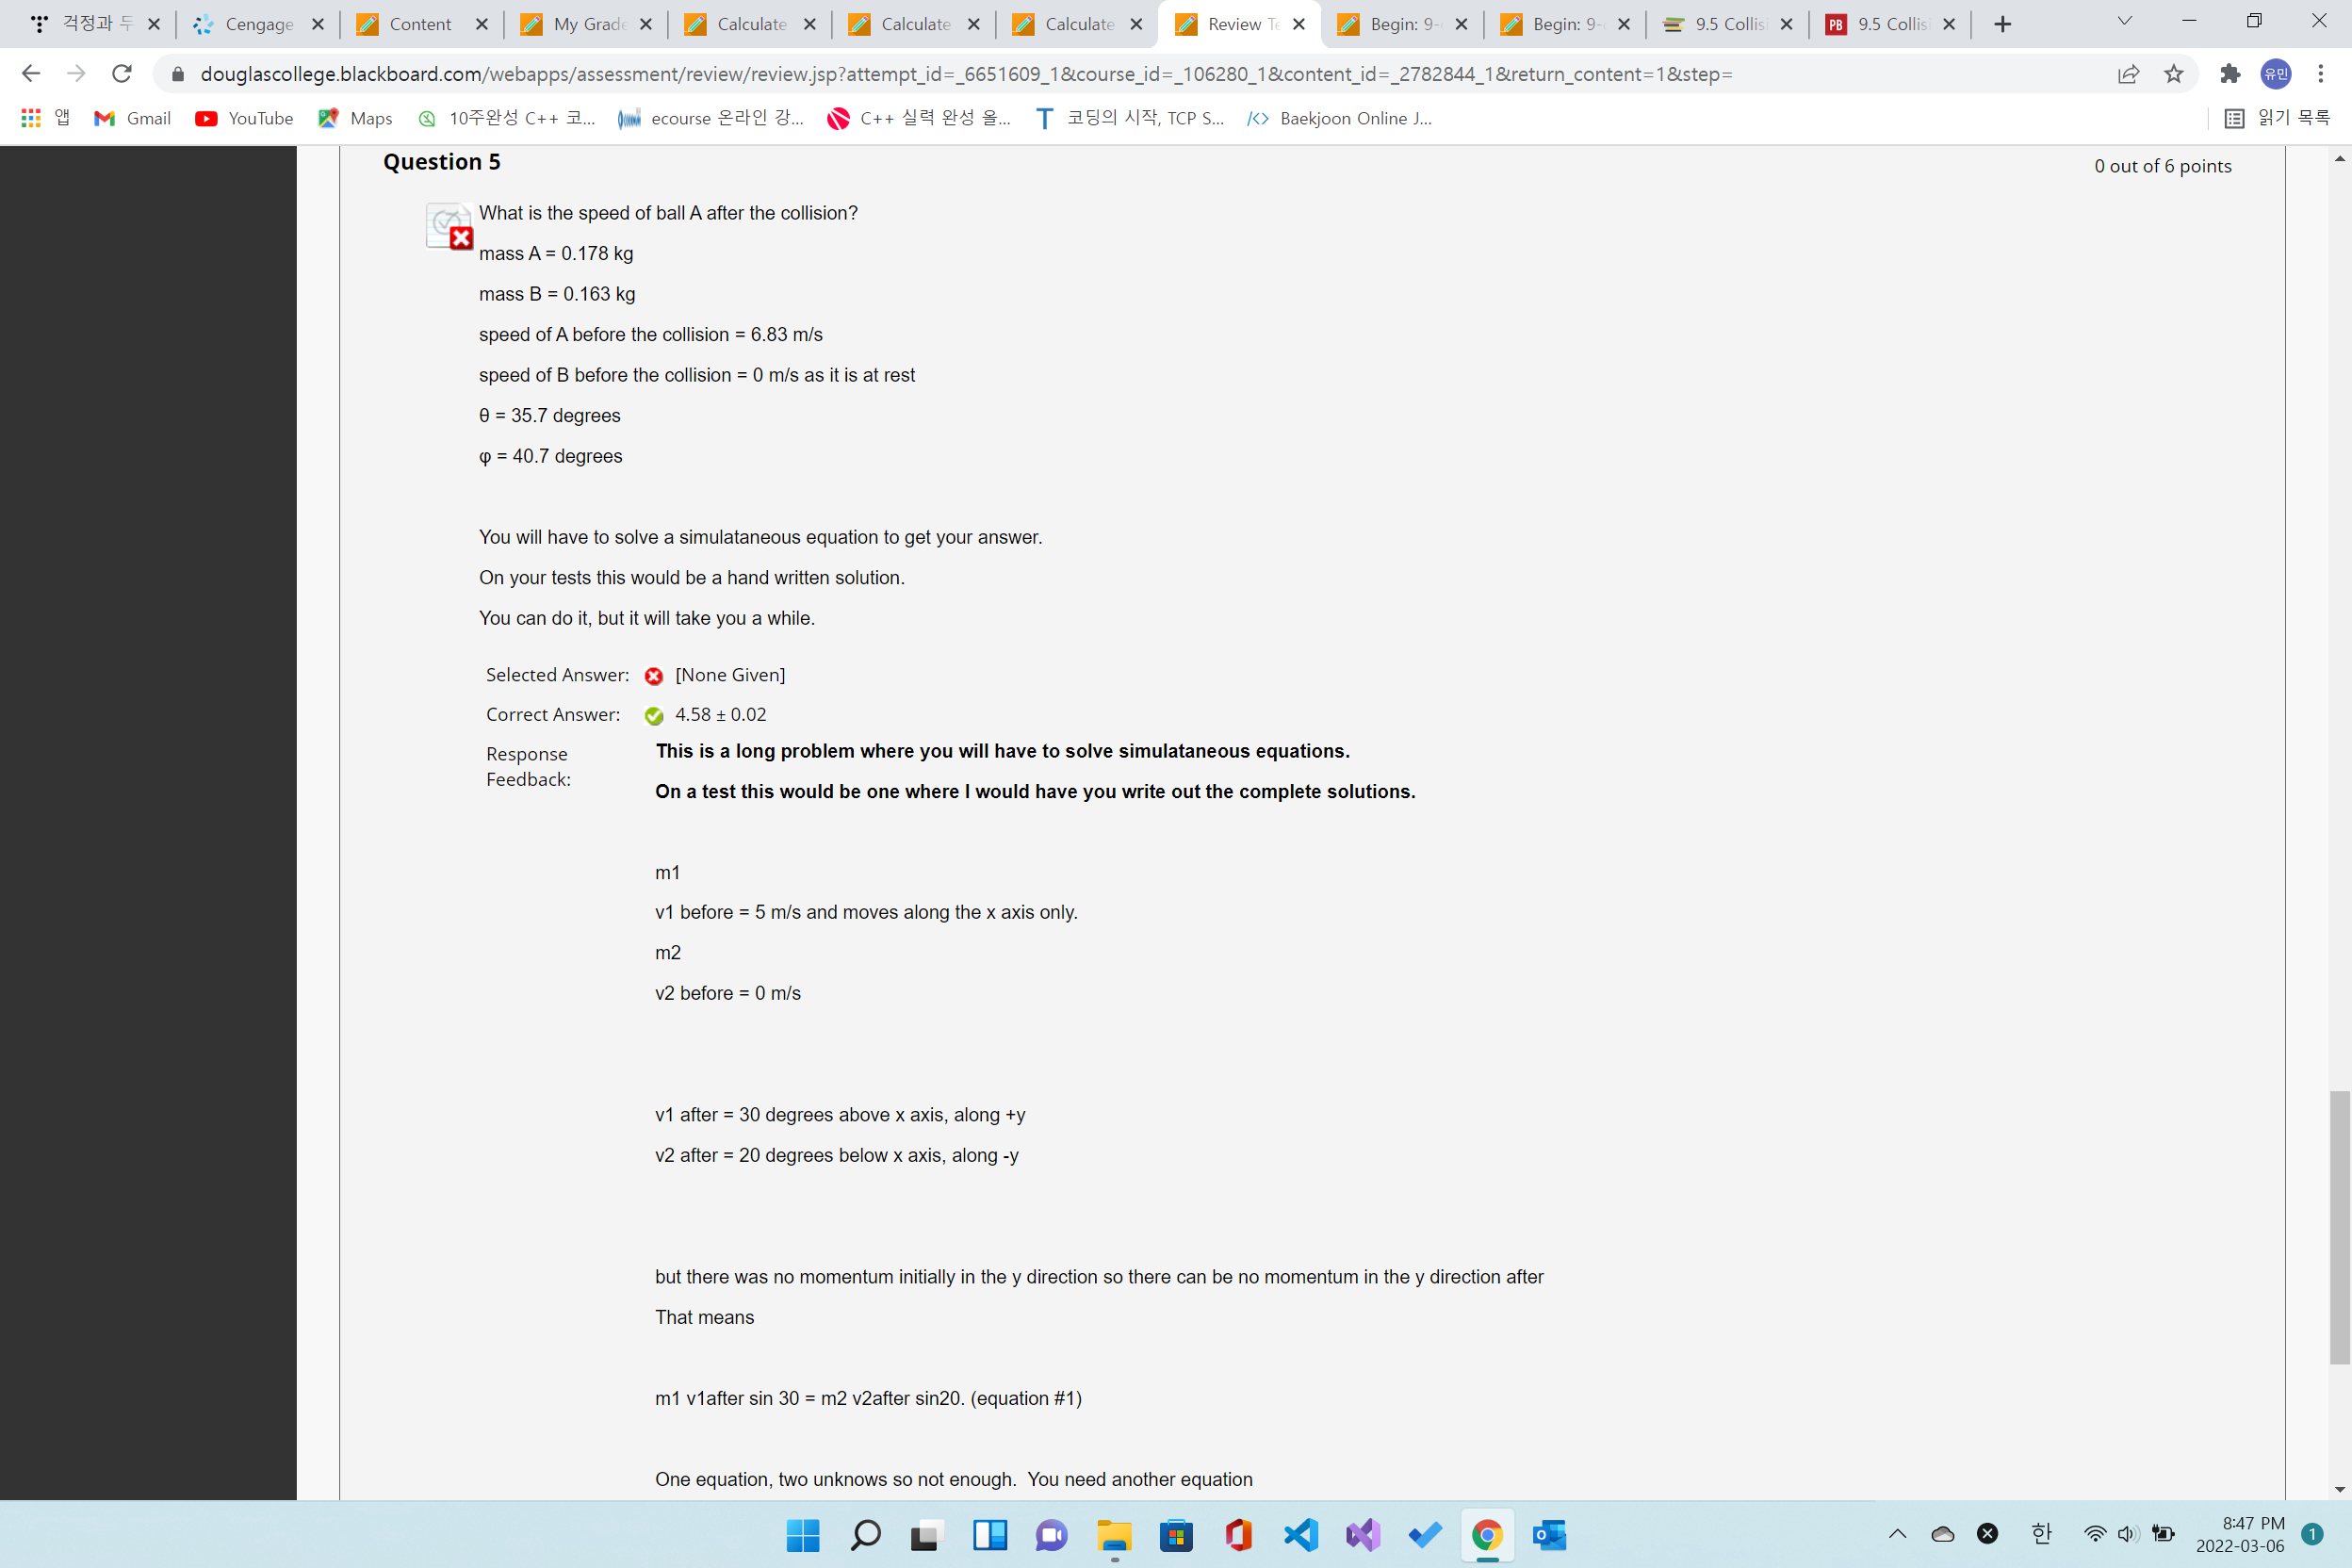 걱정과 두
Cengage
Content
My Grade
Calculate
Calculate
Calculate
Review Te
Begin: 9-
Begin: 9-
9.5 Collis
PB 9.5 Collis
douglascollege.blackboard.com/webapps/assessment/review/review.jsp?attempt_id=_6651609_1&course_id=_106280_1&content_id=_2782844_1&return_content=1&step=
유민
앱
Gmail
YouTube
Maps
10주완성 C++ 코...
ecourse 온라인 강...
C++ 실력 완성 올...
코딩의 시작, TCP S...
Baekjoon Online J...
읽기 목록
Question 5
0 out of 6 points
What is the speed of ball A after the collision?
mass A = 0.178 kg
mass B = 0.163 kg
speed of A before the collision = 6.83 m/s
speed of B before the collision = 0 m/s as it is at rest
θ = 35.7 degrees
φ = 40.7 degrees
You will have to solve a simulataneous equation to get your answer.
On your tests this would be a hand written solution.
You can do it, but it will take you a while.
Selected Answer: [None Given]
Correct Answer: 4.58 ± 0.02
Response Feedback:
This is a long problem where you will have to solve simulataneous equations.
On a test this would be one where I would have you write out the complete solutions.
m1
v1 before = 5 m/s and moves along the x axis only.
m2
v2 before = 0 m/s
v1 after = 30 degrees above x axis, along +y
v2 after = 20 degrees below x axis, along -y
but there was no momentum initially in the y direction so there can be no momentum in the y direction after
That means
m1 v1after sin 30 = m2 v2after sin20. (equation #1)
One equation, two unknows so not enough.  You need another equation
한
8:47 PM
2022-03-06
1